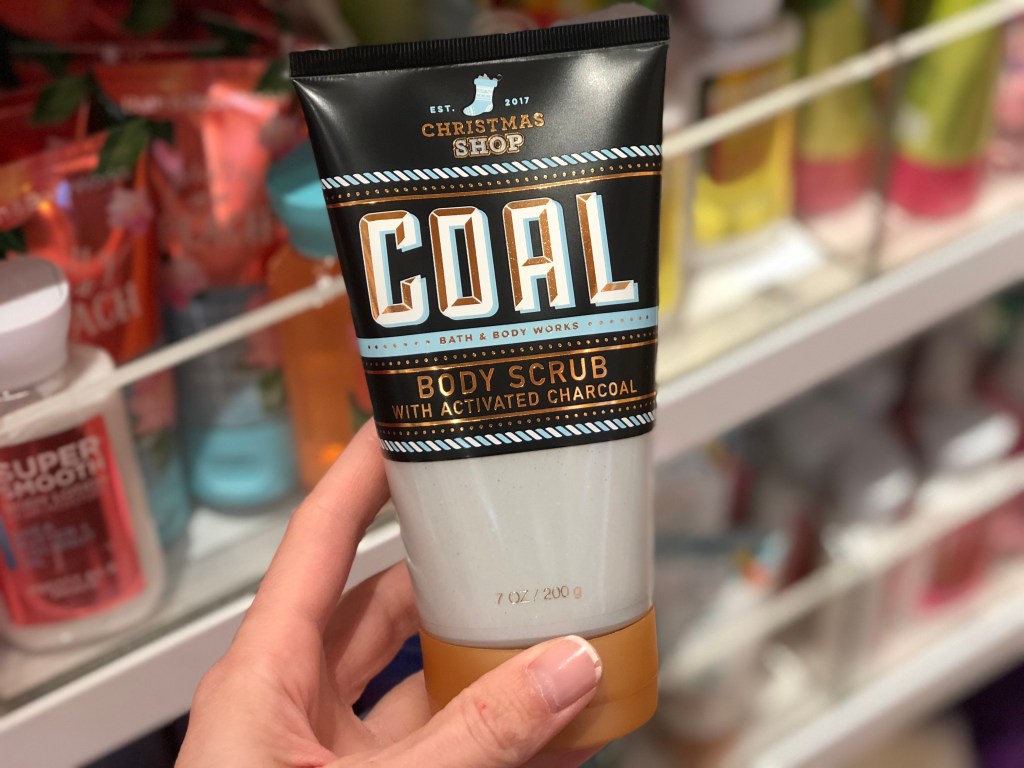 EST. 2017
CHRISTMAS
SHOP
COAL
BATH & BODY WORKS
BODY SCRUB
WITH ACTIVATED CHARCOAL
7 OZ / 200 g
SUPER
SMOOTH